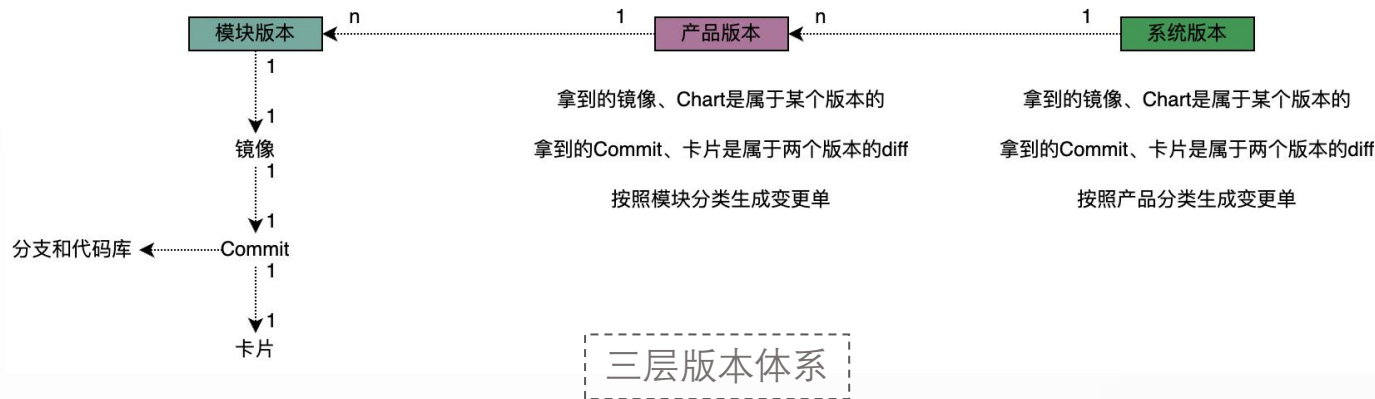 n
1
n
1
模块版本
产品版本
系统版本
1
拿到的镜像、Chart是属于某个版本的
拿到的镜像、Chart是属于某个版本的
1
镜像
拿到的Commit、卡片是属于两个版本的diff
拿到的Commit、卡片是属于两个版本的diff
1
按照模块分类生成变更单
按照产品分类生成变更单
1
分支和代码库
Commit
1
1
卡片
三层版本体系